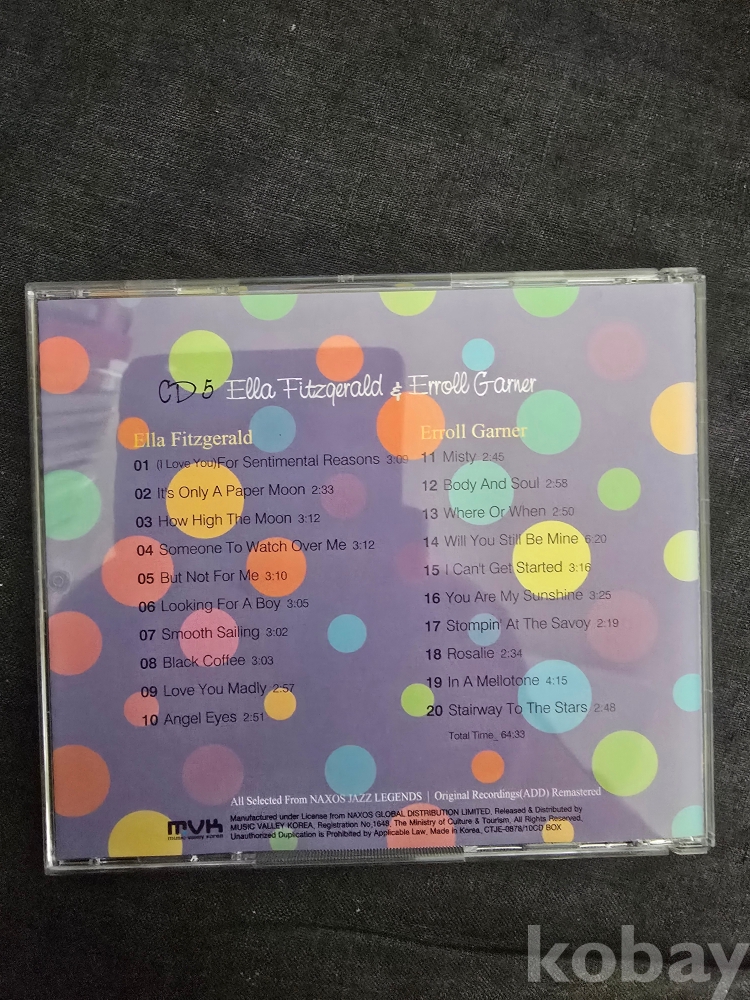 CD 5 Ella Fitzgerald & Erroll Garner
Ella Fitzgerald
01 (I Love You)For Sentimental Reasons 3:09
02 It's Only A Paper Moon 2:33
03 How High The Moon 3:12
04 Someone To Watch Over Me 3:12
05 But Not For Me 3:10
06 Looking For A Boy 3:05
07 Smooth Sailing 3:02
08 Black Coffee 3:03
09 Love You Madly 2:57
10 Angel Eyes 2:51
Erroll Garner
11 Misty 2:45
12 Body And Soul 2:58
13 Where Or When 2:50
14 Will You Still Be Mine 6:20
15 I Can't Get Started 3:16
16 You Are My Sunshine 3:25
17 Stompin' At The Savoy 2:19
18 Rosalie 2:34
19 In A Mellotone 4:15
20 Stairway To The Stars 2:48
Total Time_ 64:33
All Selected From NAXOS JAZZ LEGENDS | Original Recordings(ADD) Remastered
mvk
music valley korea
Manufactured under License from NAXOS GLOBAL DISTRIBUTION LIMITED, Released & Distributed by
MUSIC VALLEY KOREA, Registration No,1648, The Ministry of Culture & Tourism, All Rights Reserved,
Unauthorized Duplication is Prohibited by Applicable Law, Made in Korea, CTJE-0878/10CD BOX
kobay